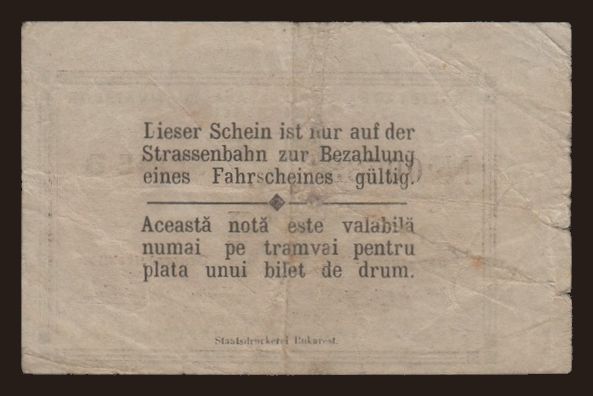 Dieser Schein ist nur auf der
Strassenbahn zur Bezahlung
eines Fahrscheines gültig.
Această notă este valabilă
numai pe tramvai pentru
plata unui bilet de drum.
Staatsdruckerei Bukarest.